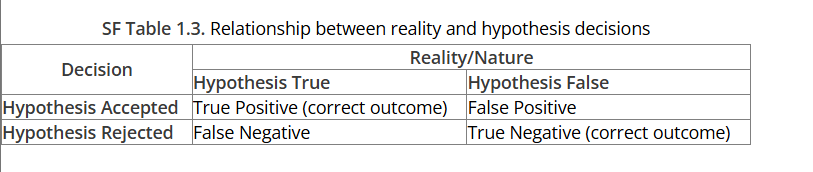 SF Table 1.3. Relationship between reality and hypothesis decisions
Decision
Reality/Nature
Hypothesis True
Hypothesis False
Hypothesis Accepted
True Positive (correct outcome)
False Positive
Hypothesis Rejected
False Negative
True Negative (correct outcome)